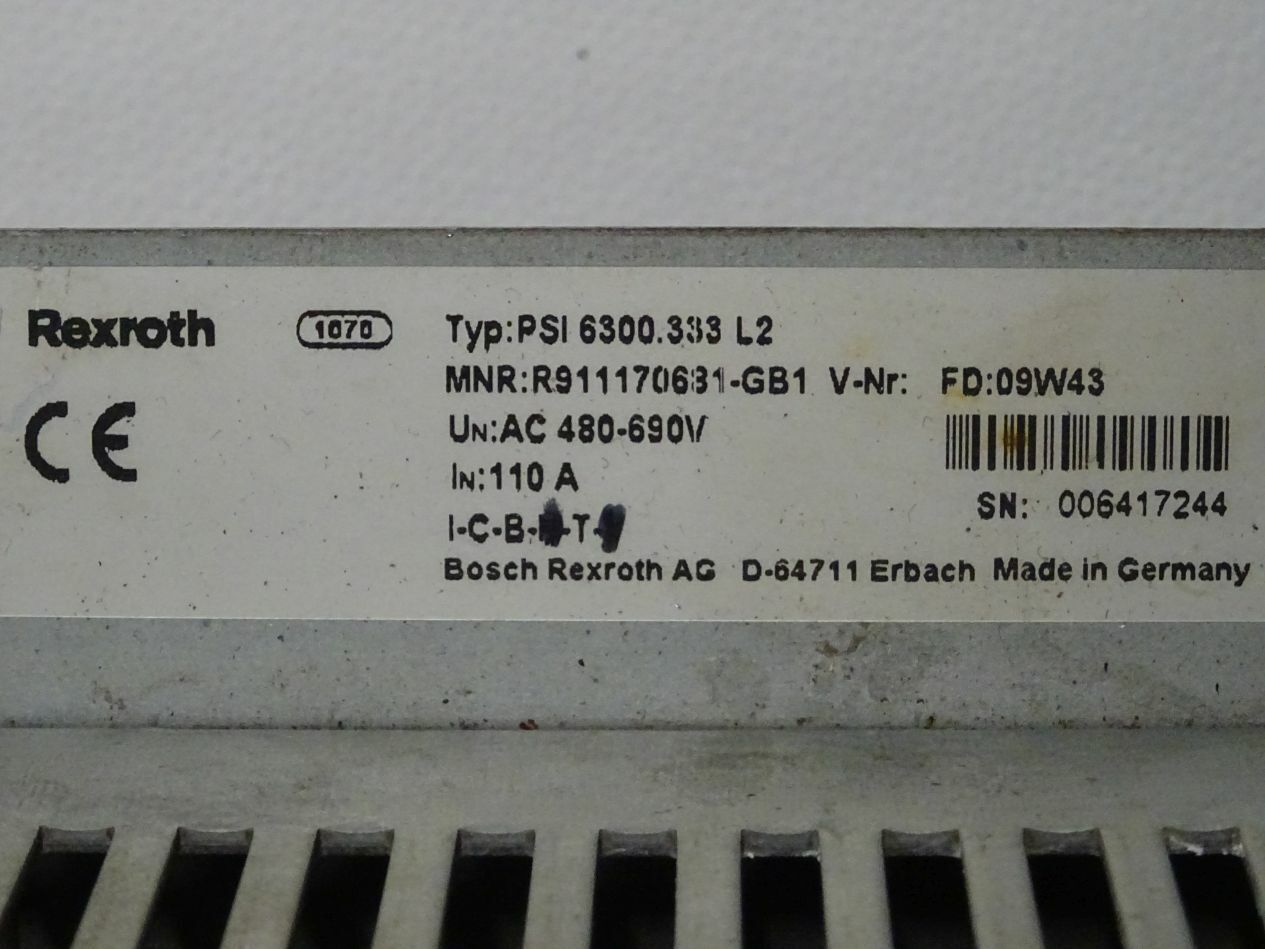 Rexroth
1070
CE
Typ:PSI 6300.333 L2
MNR:R911170681-GB1 V-Nr: FD:09W43
UN:AC 480-690V
IN:110 A
SN: 006417244
I-C-B- -T-
Bosch Rexroth AG D-64711 Erbach Made in Germany